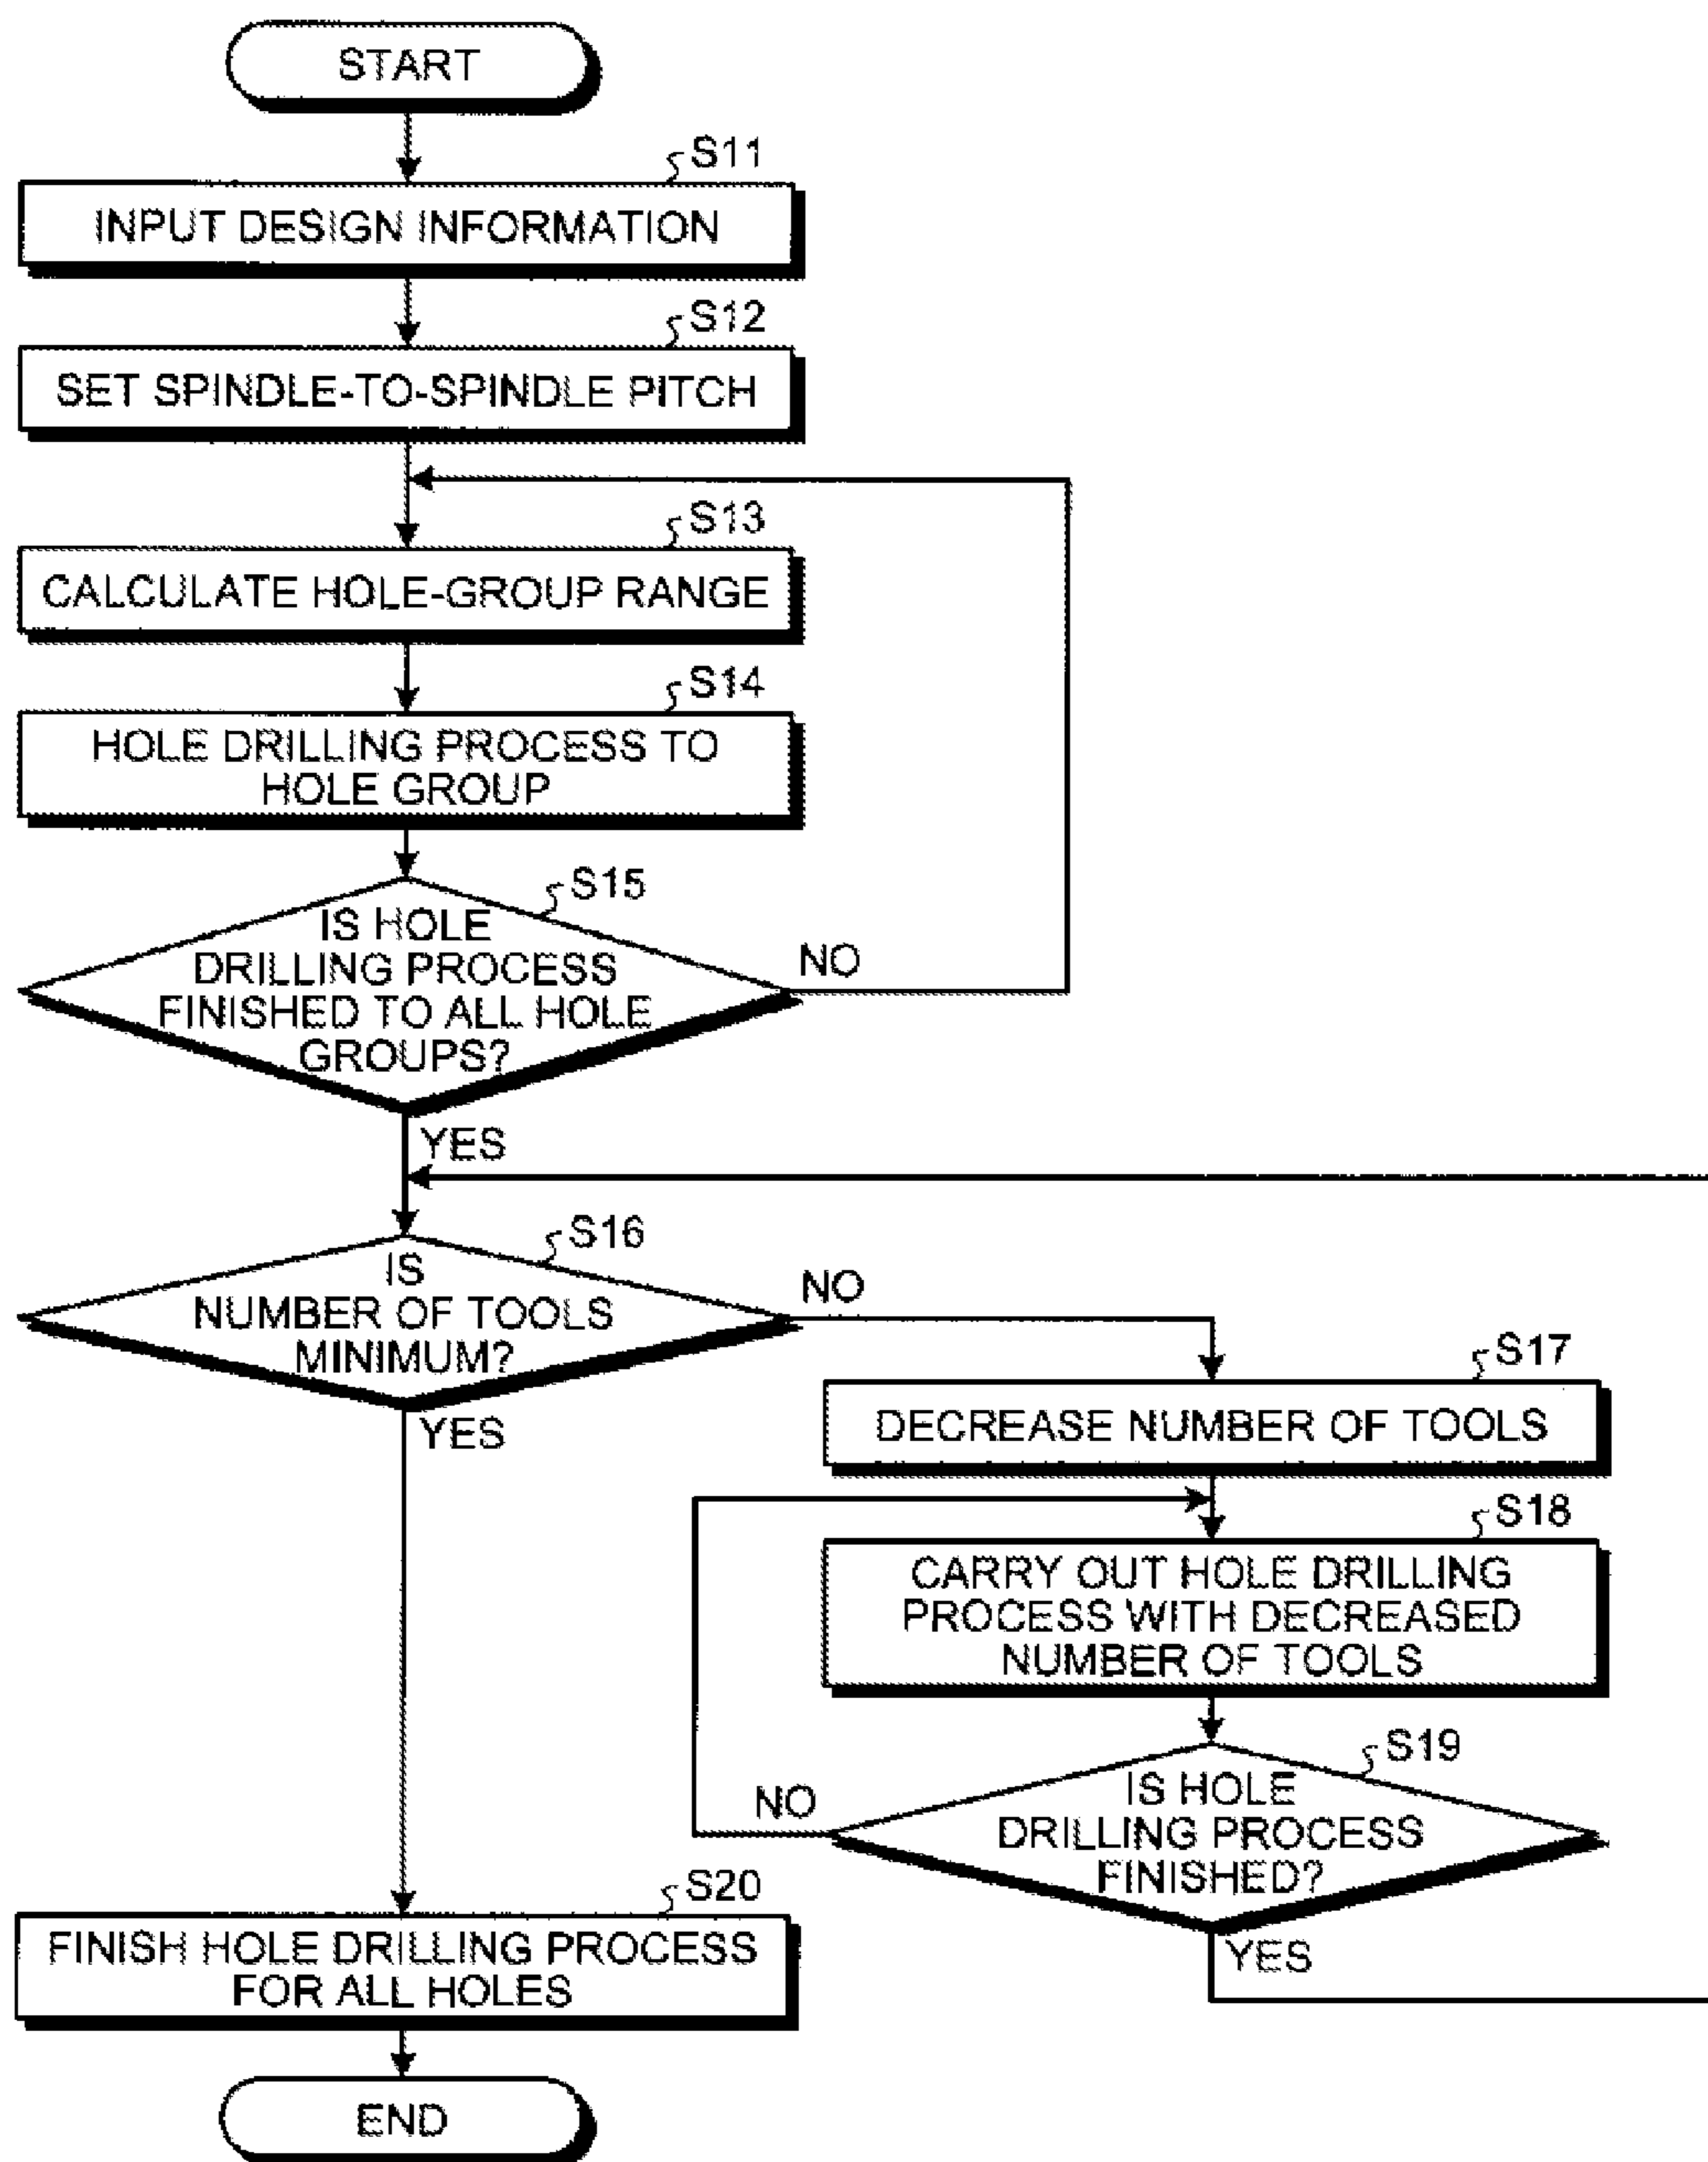 START
S11
INPUT DESIGN INFORMATION
S12
SET SPINDLE-TO-SPINDLE PITCH
S13
CALCULATE HOLE-GROUP RANGE
S14
HOLE DRILLING PROCESS TO
HOLE GROUP
S15
IS HOLE
DRILLING PROCESS
FINISHED TO ALL HOLE
GROUPS?
NO
YES
S16
IS
NUMBER OF TOOLS
MINIMUM?
NO
YES
S17
DECREASE NUMBER OF TOOLS
S18
CARRY OUT HOLE DRILLING
PROCESS WITH DECREASED
NUMBER OF TOOLS
S19
IS HOLE
DRILLING PROCESS
FINISHED?
NO
YES
S20
FINISH HOLE DRILLING PROCESS
FOR ALL HOLES
END